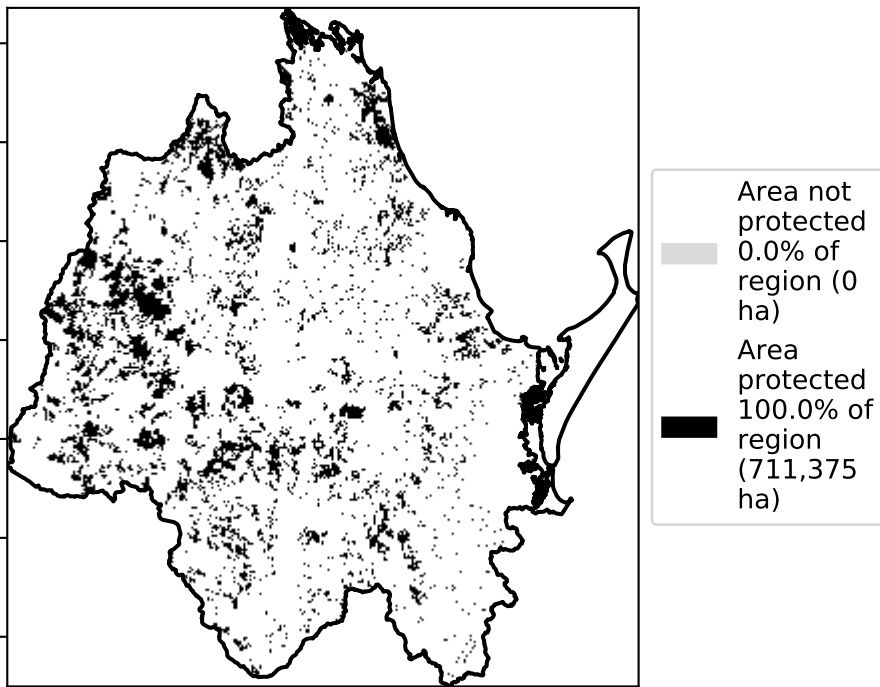 Area not
protected
0.0% of
region (0
ha)
Area
protected
100.0% of
region
(711,375
ha)